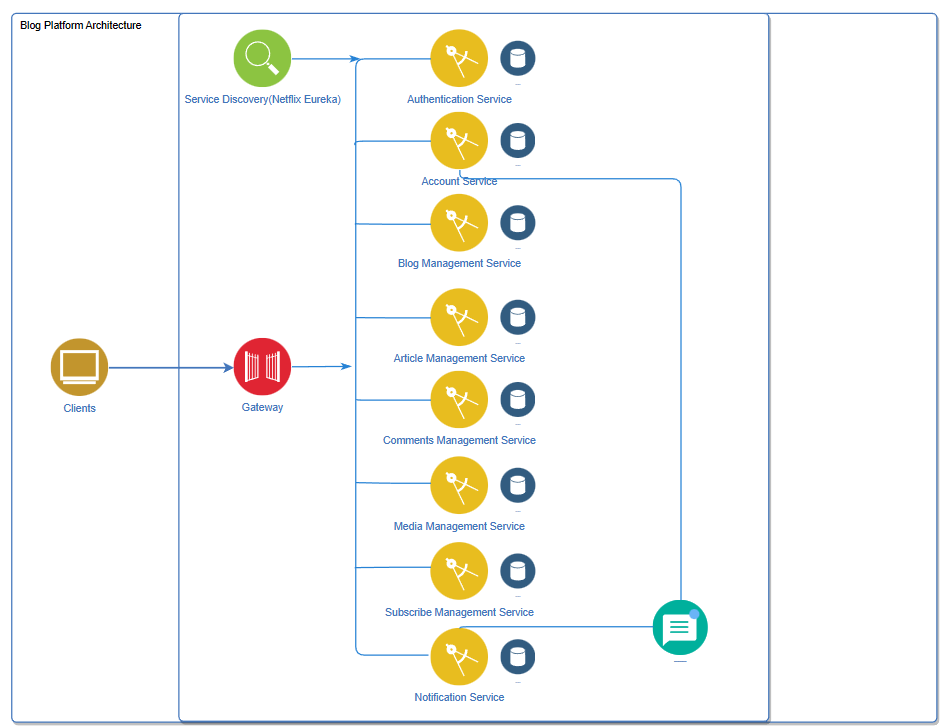 Blog Platform Architecture
Service Discovery(Netflix Eureka)
Authentication Service
Account Service
Blog Management Service
Article Management Service
Clients
Gateway
Comments Management Service
Media Management Service
Subscribe Management Service
Notification Service